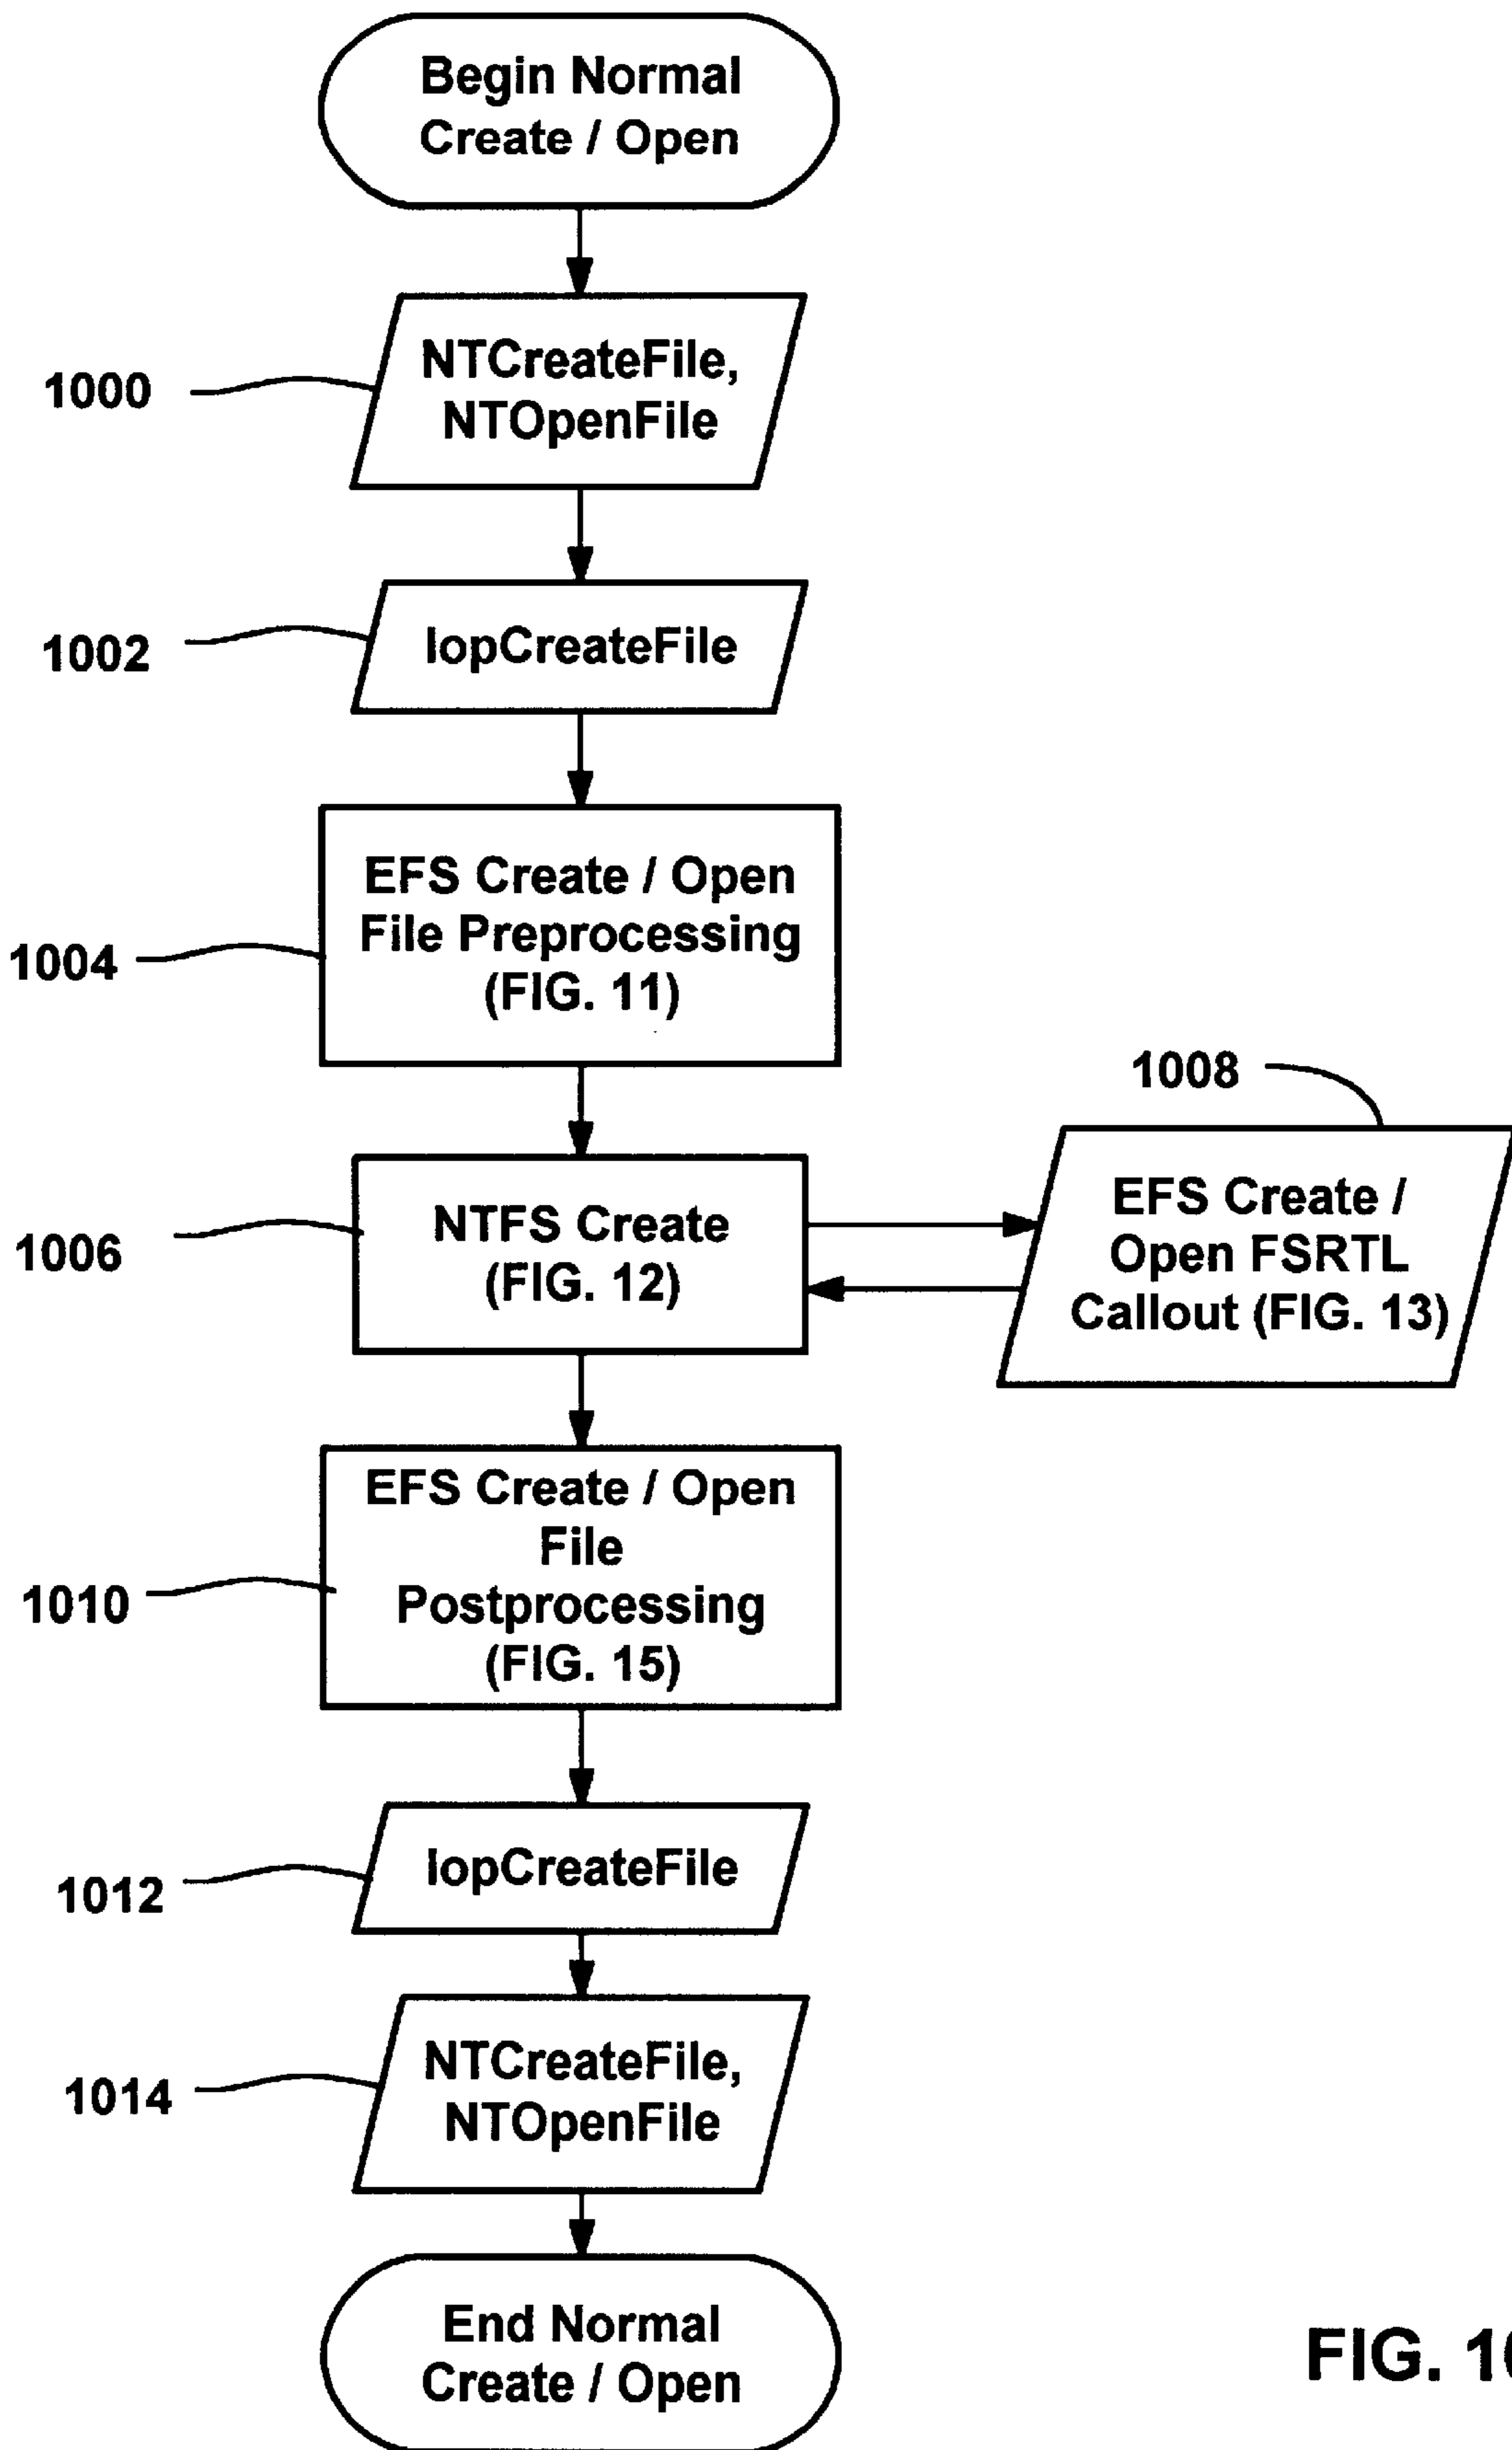 Begin Normal
Create / Open
1000
NTCreateFile,
NTOpenFile
1002
IopCreateFile
1004
EFS Create / Open
File Preprocessing
(FIG. 11)
1006
NTFS Create
(FIG. 12)
1008
EFS Create /
Open FSRTL
Callout (FIG. 13)
1010
EFS Create / Open
File
Postprocessing
(FIG. 15)
1012
IopCreateFile
1014
NTCreateFile,
NTOpenFile
End Normal
Create / Open
FIG. 10